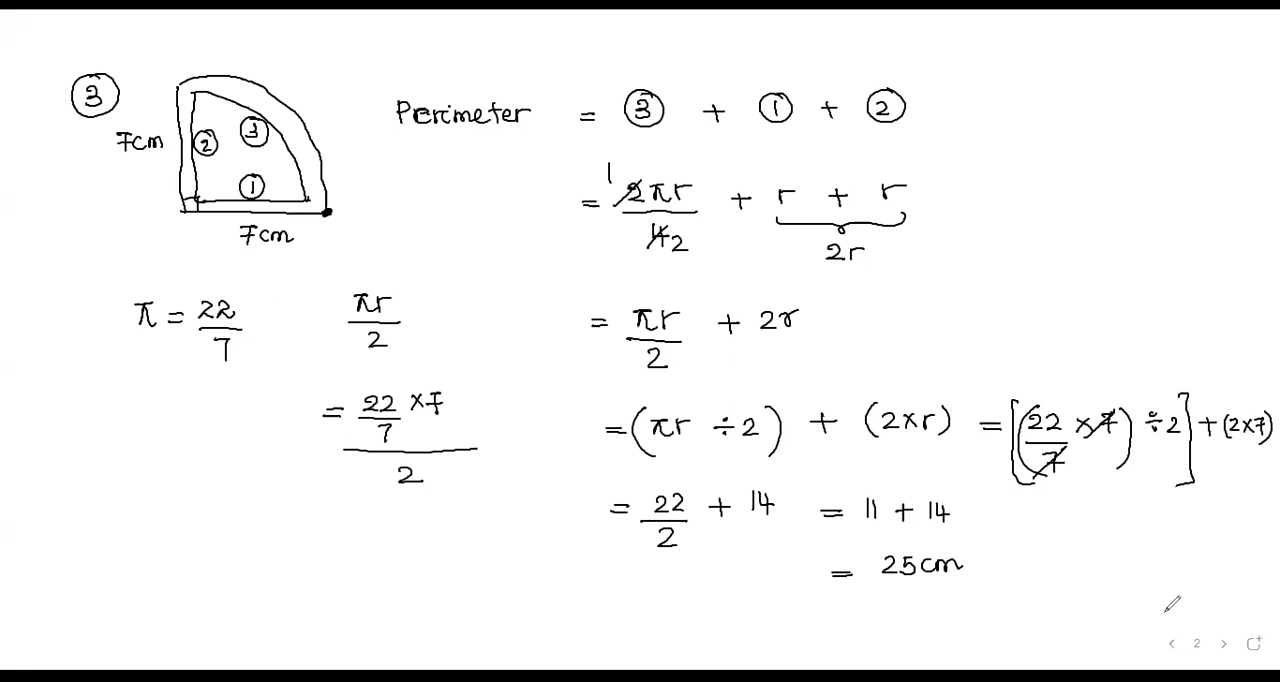 ③
7cm
②
③
①
7cm
Perimeter = ③ + ① + ②
= 1 2πr/4 2 + r + r
2r
π = 22/7
πr/2
= πr/2 + 2r
= 22/7 × 7 / 2
= (πr ÷ 2) + (2×r) = [(22/7 × 7) ÷ 2] + (2×7)
= 22/2 + 14 = 11 + 14
= 25cm
2